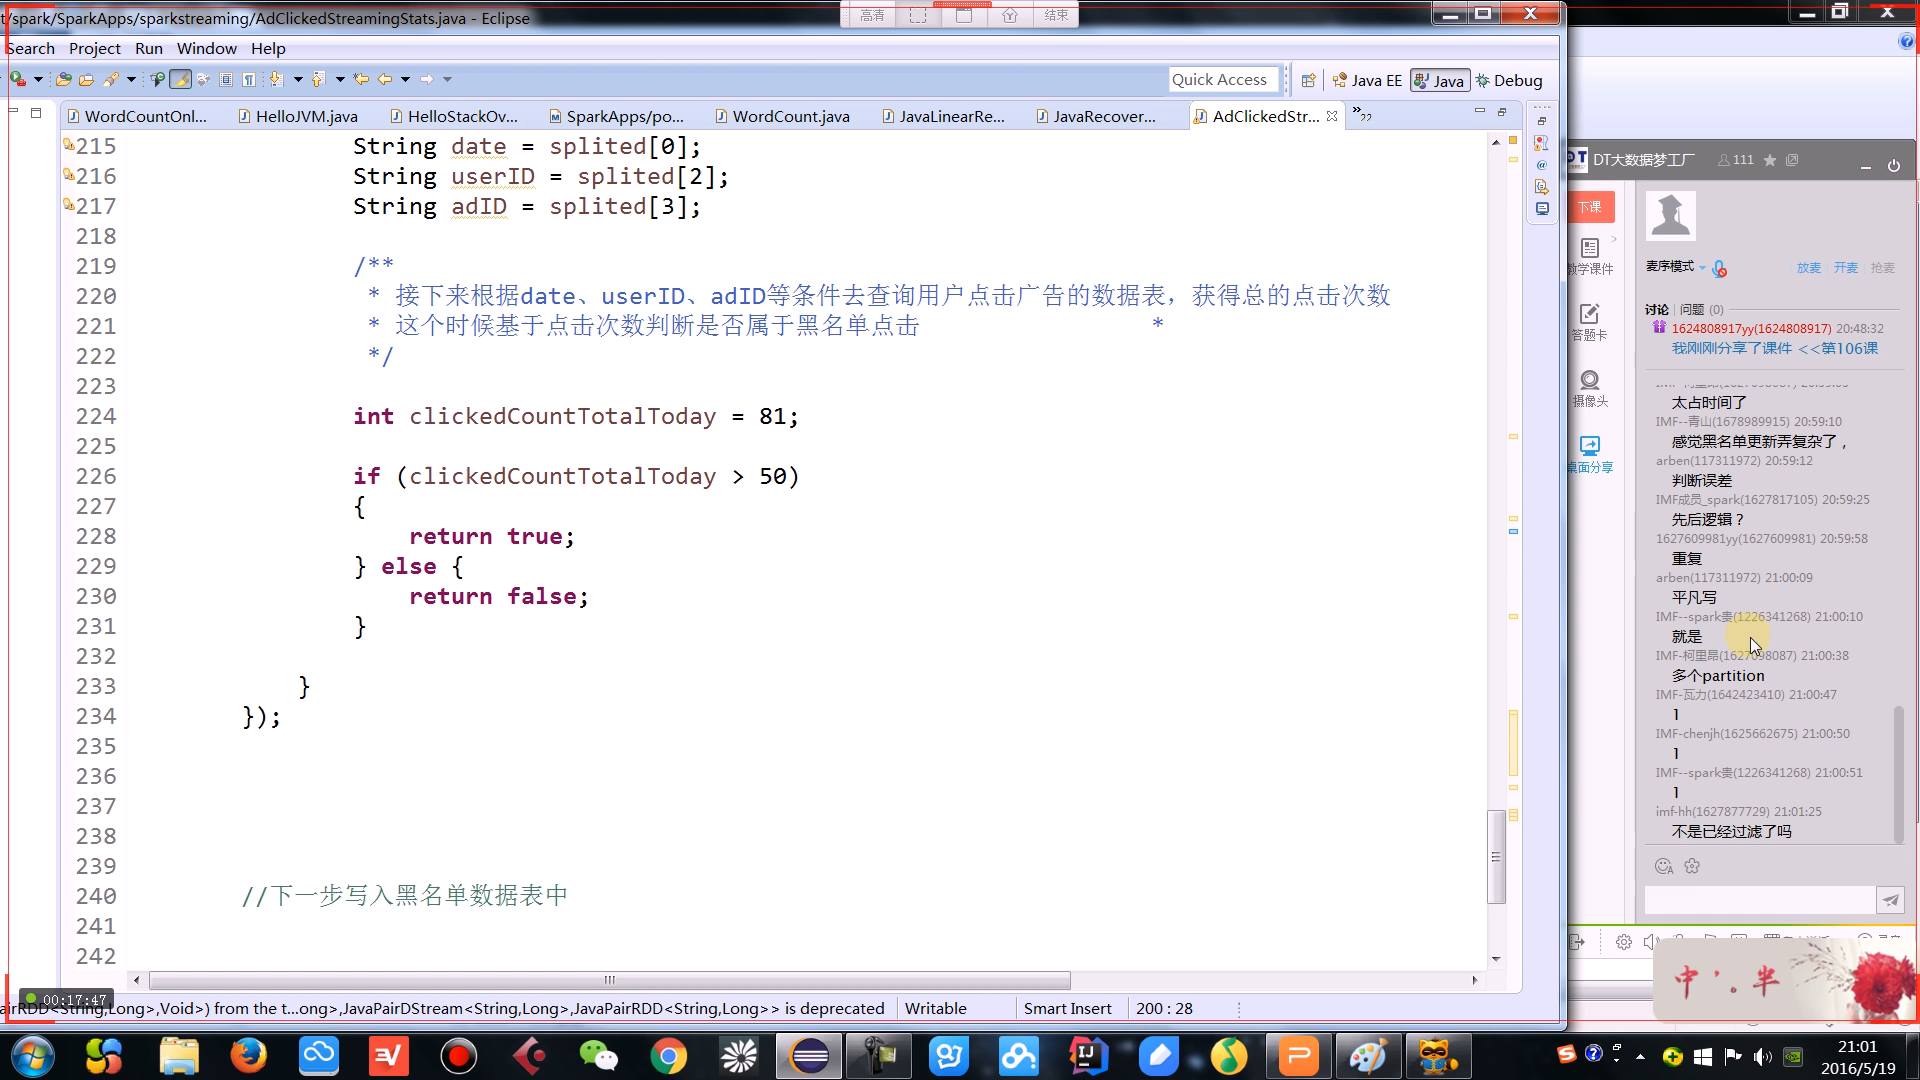 t/spark/SparkApps/sparkstreaming/AdClickedStreamingStats.java - Eclipse
高清
结束
Search Project Run Window Help
Quick Access
Java EE
Java
Debug
WordCountOnl...
HelloJVM.java
HelloStackOv...
SparkApps/po...
WordCount.java
JavaLinearRe...
JavaRecover...
AdClickedStr...
»22
215 String date = splited[0];
216 String userID = splited[2];
217 String adID = splited[3];
218
219 /**
220 * 接下来根据date、userID、adID等条件去查询用户点击广告的数据表，获得总的点击次数
221 * 这个时候基于点击次数判断是否属于黑名单点击 *
222 */
223
224 int clickedCountTotalToday = 81;
225
226 if (clickedCountTotalToday > 50)
227 {
228 return true;
229 } else {
230 return false;
231 }
232
233 }
234 });
235
236
237
238
239
240 //下一步写入黑名单数据表中
241
242
00:17:47
airRDD<String,Long>,Void>) from the t...ong>,JavaPairDStream<String,Long>,JavaPairRDD<String,Long>> is deprecated
Writable
Smart Insert
200 : 28
DT大数据梦工厂
111
下课
教学课件
答题卡
摄像头
桌面分享
麦序模式
放麦
开麦
抢麦
讨论
问题 (0)
1624808917yy(1624808917) 20:48:32
我刚刚分享了课件 <<第106课
太占时间了
IMF--青山(1678989915) 20:59:10
感觉黑名单更新弄复杂了，
arben(117311972) 20:59:12
判断误差
IMF成员_spark(1627817105) 20:59:25
先后逻辑？
1627609981yy(1627609981) 20:59:58
重复
arben(117311972) 21:00:09
平凡写
IMF--spark贵(1226341268) 21:00:10
就是
IMF-柯里昂(1627098087) 21:00:38
多个partition
IMF-瓦力(1642423410) 21:00:47
1
IMF-chenjh(1625662675) 21:00:50
1
IMF--spark贵(1226341268) 21:00:51
1
imf-hh(1627877729) 21:01:25
不是已经过滤了吗
中 ' 。 半
21:01
2016/5/19